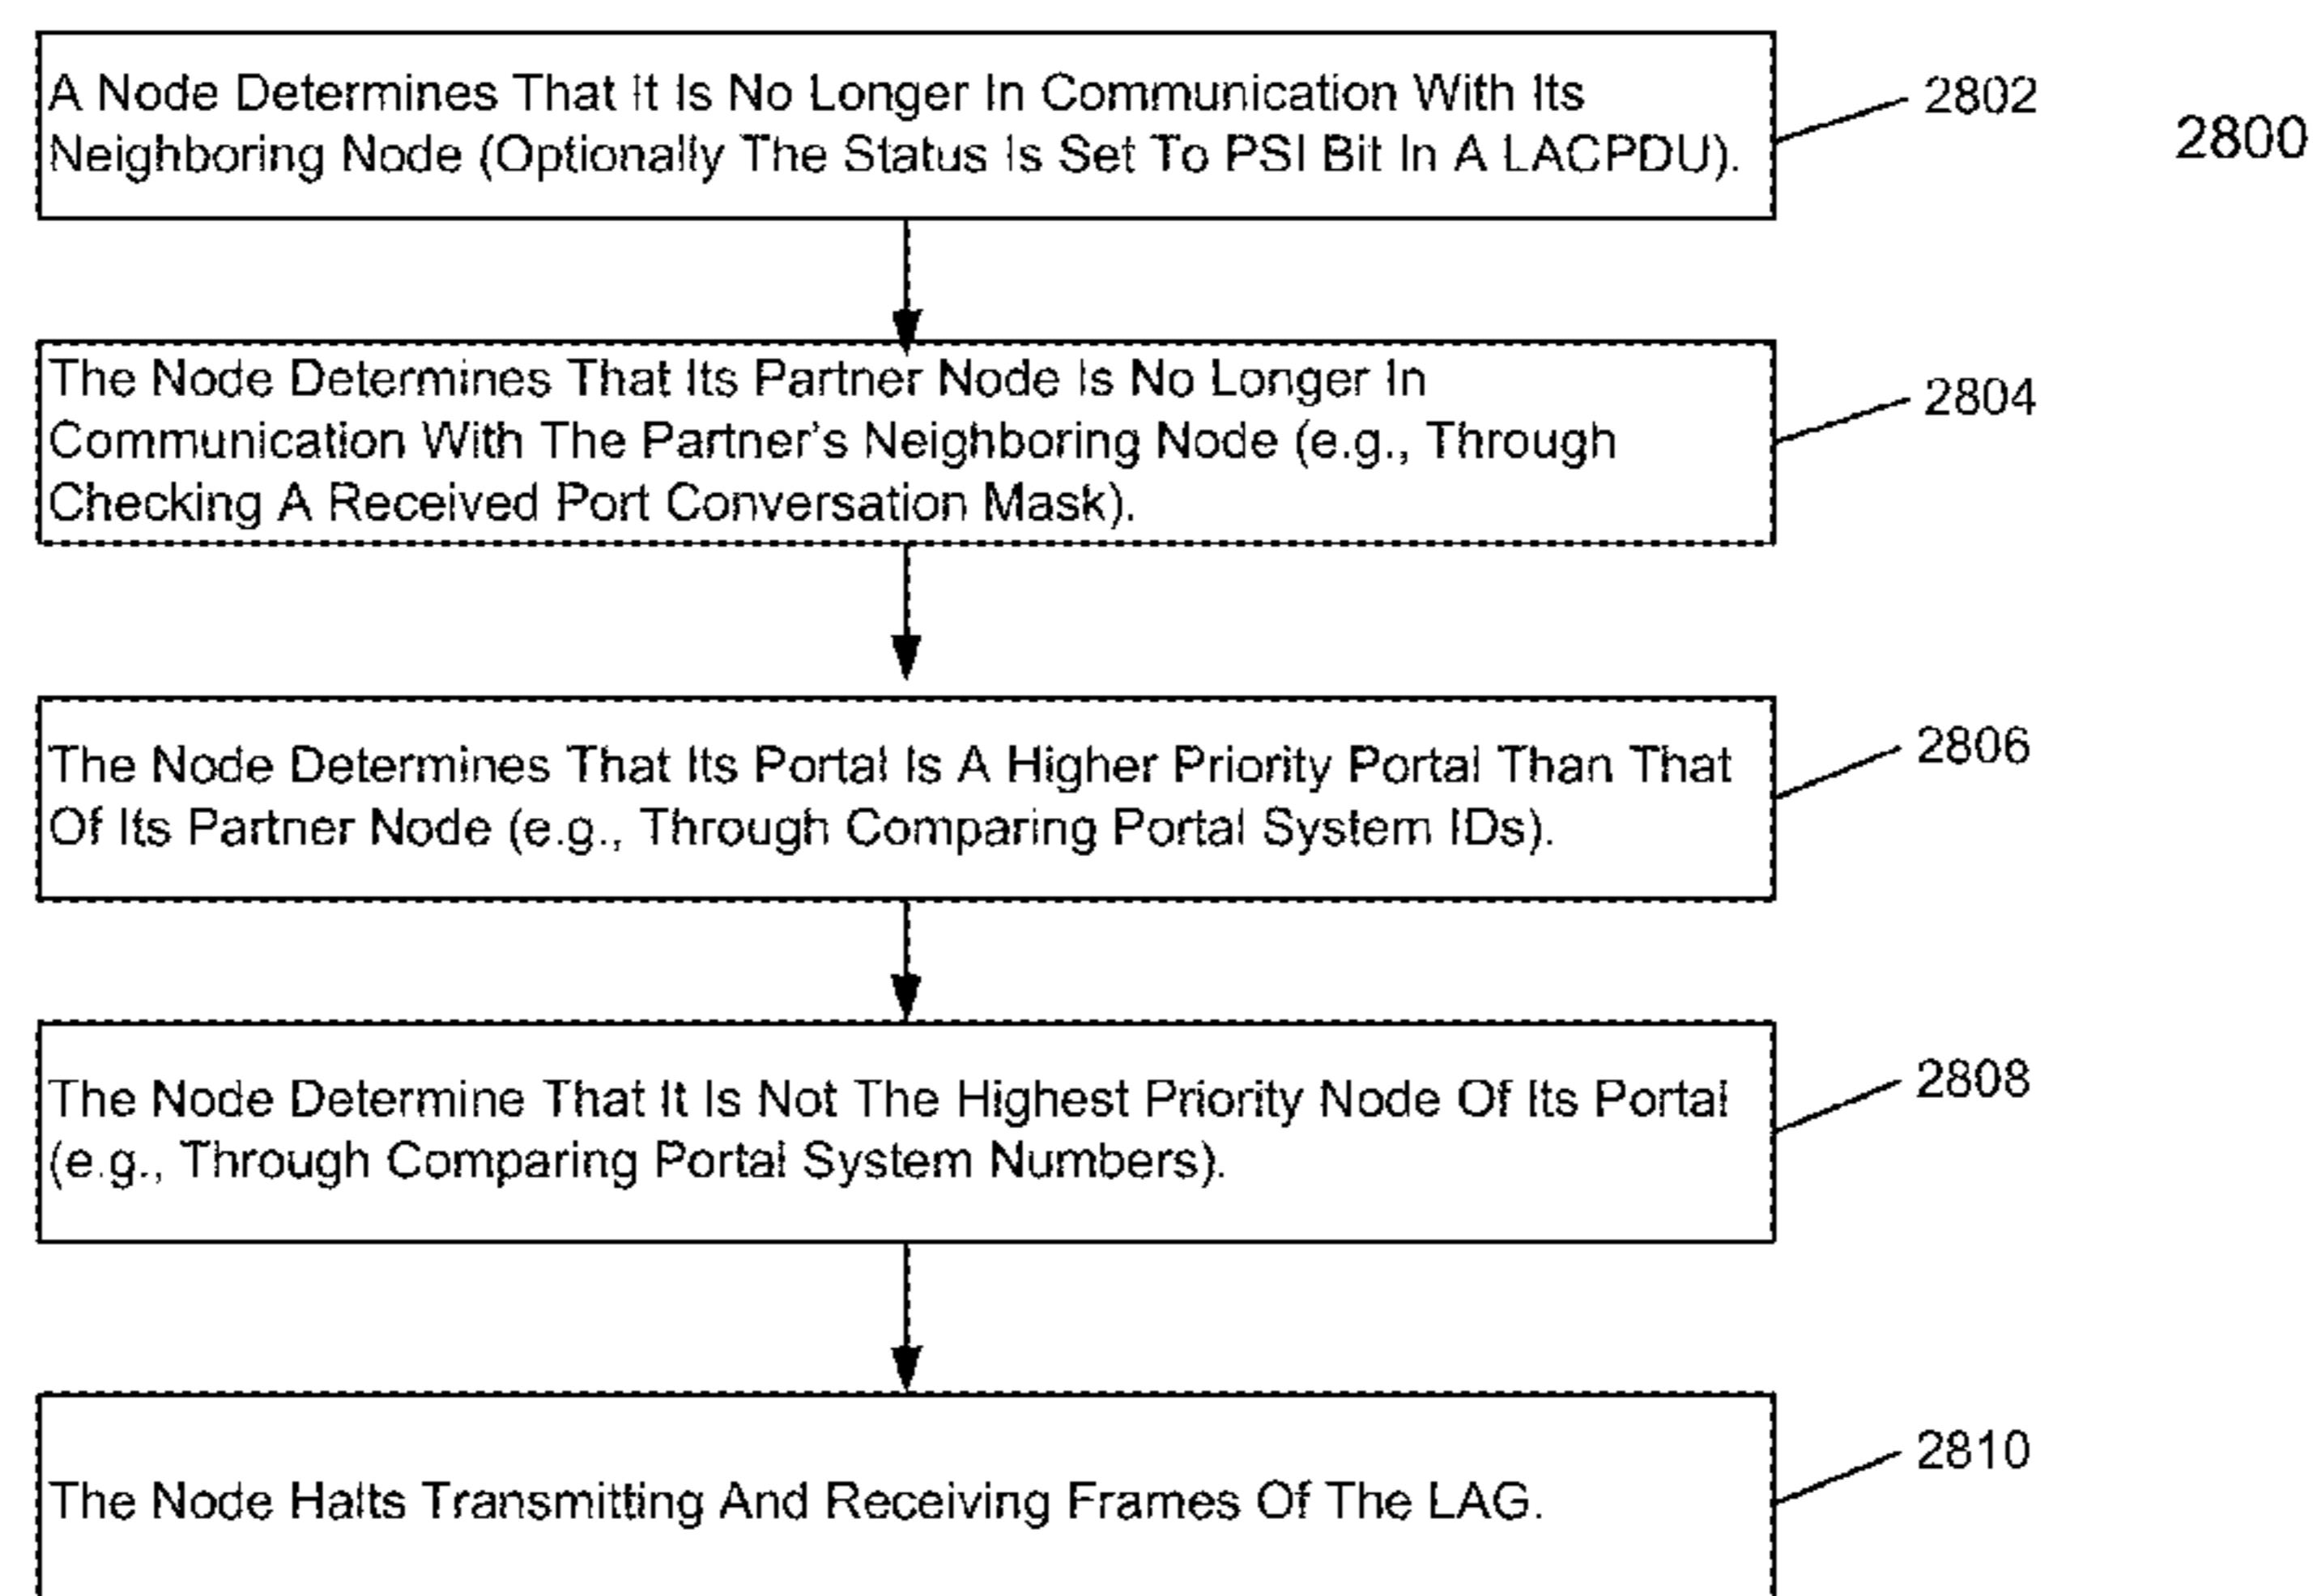 A Node Determines That It Is No Longer In Communication With Its
Neighboring Node (Optionally The Status Is Set To PSI Bit In A LACPDU).
2802
2800
The Node Determines That Its Partner Node Is No Longer In
Communication With The Partner's Neighboring Node (e.g., Through
Checking A Received Port Conversation Mask).
2804
The Node Determines That Its Portal Is A Higher Priority Portal Than That
Of Its Partner Node (e.g., Through Comparing Portal System IDs).
2806
The Node Determine That It Is Not The Highest Priority Node Of Its Portal
(e.g., Through Comparing Portal System Numbers).
2808
The Node Halts Transmitting And Receiving Frames Of The LAG.
2810